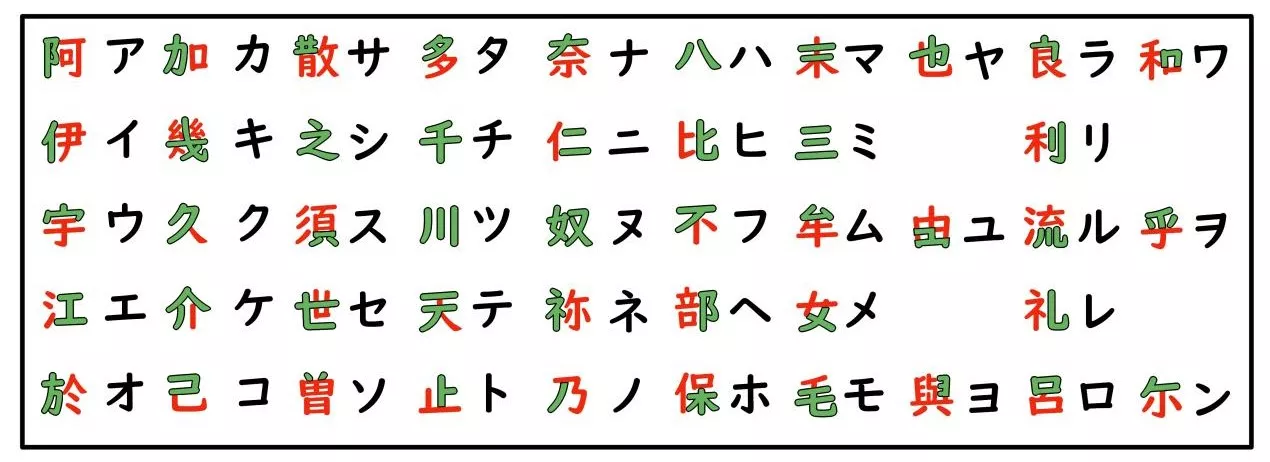 阿ア加カ散サ多タ奈ナ八ハ末マ也ヤ良ラ和ワ
伊イ幾キ之シ千チ仁ニ比ヒ三ミ利リ
宇ウ久ク須ス川ツ奴ヌ不フ牟ム由ユ流ル乎ヲ
江エ介ケ世セ天テ祢ネ部ヘ女メ礼レ
於オ己コ曽ソ止ト乃ノ保ホ毛モ與ヨ呂ロ尓ン